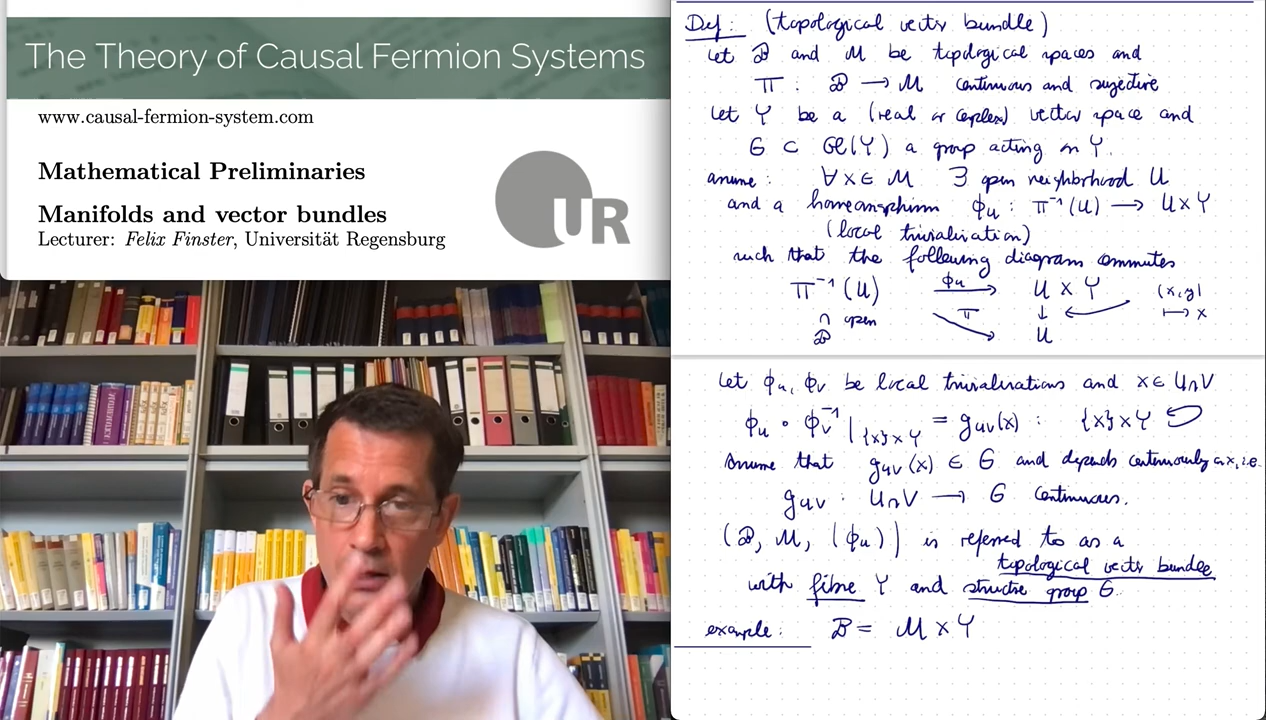 The Theory of Causal Fermion Systems
www.causal-fermion-system.com
Mathematical Preliminaries
Manifolds and vector bundles
Lecturer: Felix Finster, Universität Regensburg
UR
Def: (topological vector bundle)
Let B and M be topological spaces and
π : B → M continuous and surjective
Let Y be a (real or complex) vector space and
G ⊂ Gl(Y) a group acting on Y.
assume: ∀ x ∈ M ∃ open neighborhood U
and a homeomorphism ϕ_U : π⁻¹(U) → U × Y
(local trivialisation)
such that the following diagram commutes
π⁻¹(U) ϕ_U → U × Y (x,y)
∩ open π ↓ ↦ x
B U
Let ϕ_U, ϕ_V be local trivialisations and x ∈ U∩V
ϕ_U ∘ ϕ_V⁻¹ |_{x}×Y = g_UV(x) : {x}×Y
Assume that g_UV(x) ∈ G and depends continuously on x, i.e.
g_UV : U∩V → G continuous.
(B, M, (ϕ_U)) is referred to as a
topological vector bundle
with fibre Y and structure group G.
example: B = M × Y